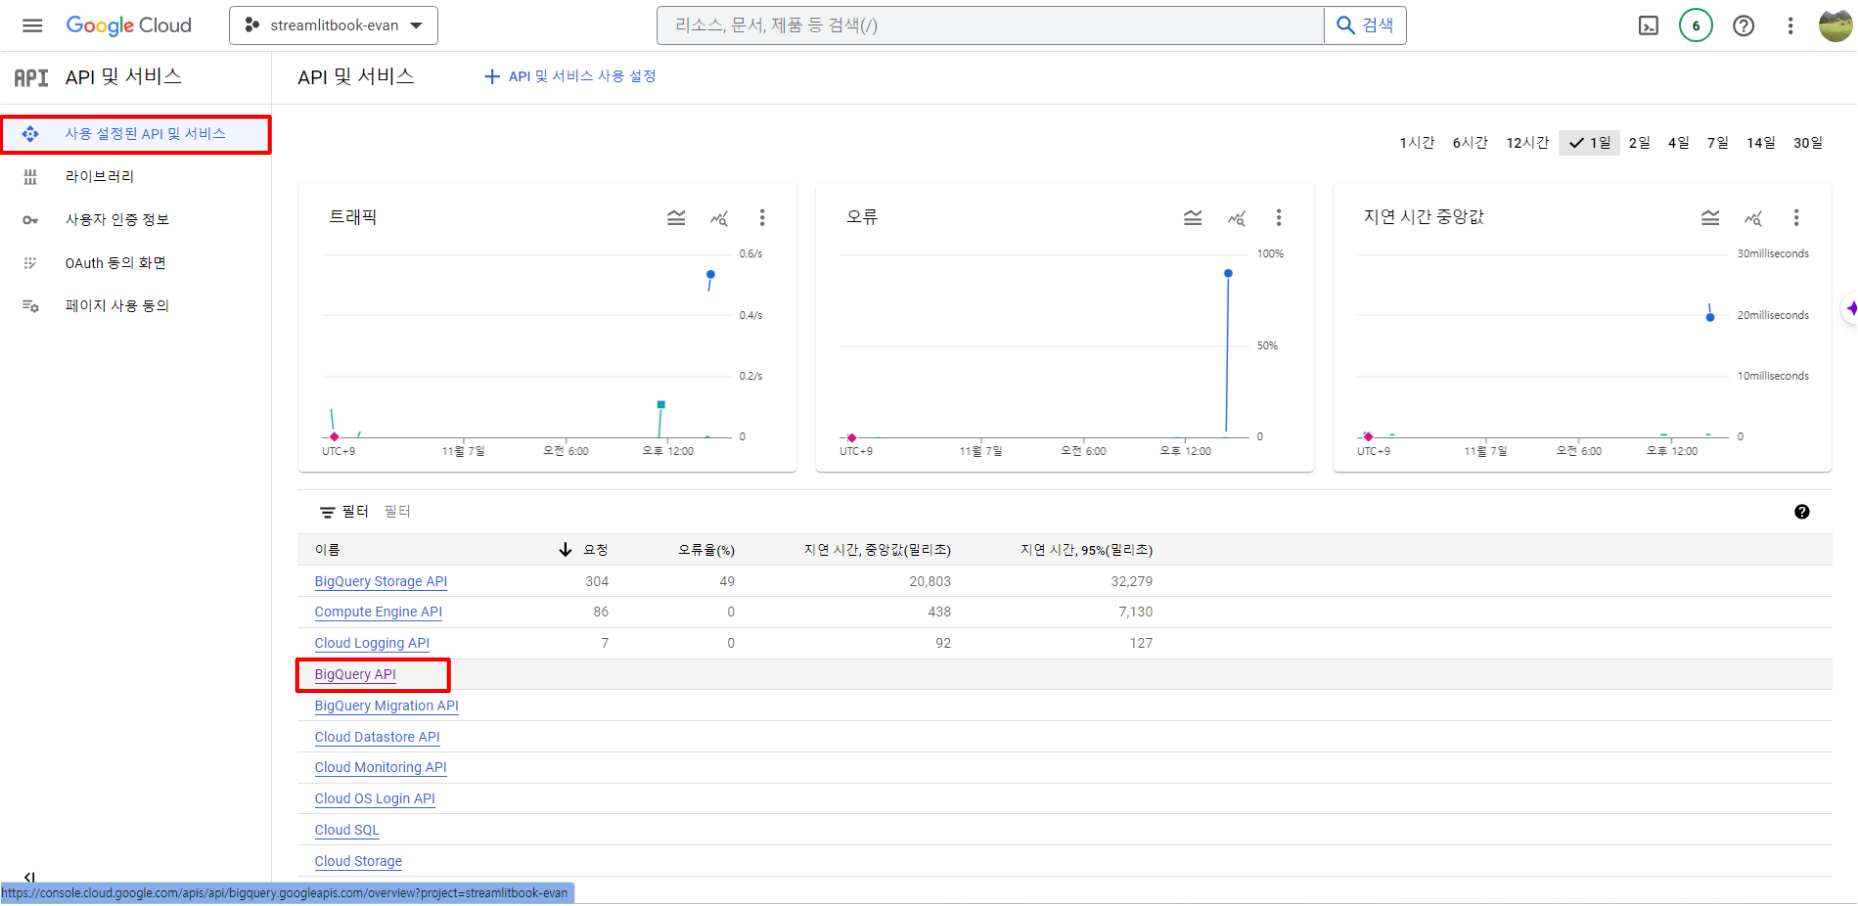 Google Cloud
streamlitbook-evan
리소스, 문서, 제품 등 검색(/)
검색
6
API API 및 서비스
API 및 서비스
API 및 서비스 사용 설정
사용 설정된 API 및 서비스
라이브러리
사용자 인증 정보
OAuth 동의 화면
페이지 사용 동의
1시간 6시간 12시간 1일 2일 4일 7일 14일 30일
트래픽
0.6/s
0.4/s
0.2/s
0
UTC+9 11월 7일 오전 6:00 오후 12:00
오류
100%
50%
0
UTC+9 11월 7일 오전 6:00 오후 12:00
지연 시간 중앙값
30milliseconds
20milliseconds
10milliseconds
0
UTC+9 11월 7일 오전 6:00 오후 12:00
필터 필터
이름 요청 오류율(%) 지연 시간, 중앙값(밀리초) 지연 시간, 95%(밀리초)
BigQuery Storage API 304 49 20,803 32,279
Compute Engine API 86 0 438 7,130
Cloud Logging API 7 0 92 127
BigQuery API
BigQuery Migration API
Cloud Datastore API
Cloud Monitoring API
Cloud OS Login API
Cloud SQL
Cloud Storage
https://console.cloud.google.com/apis/api/bigquery.googleapis.com/overview?project=streamlitbook-evan